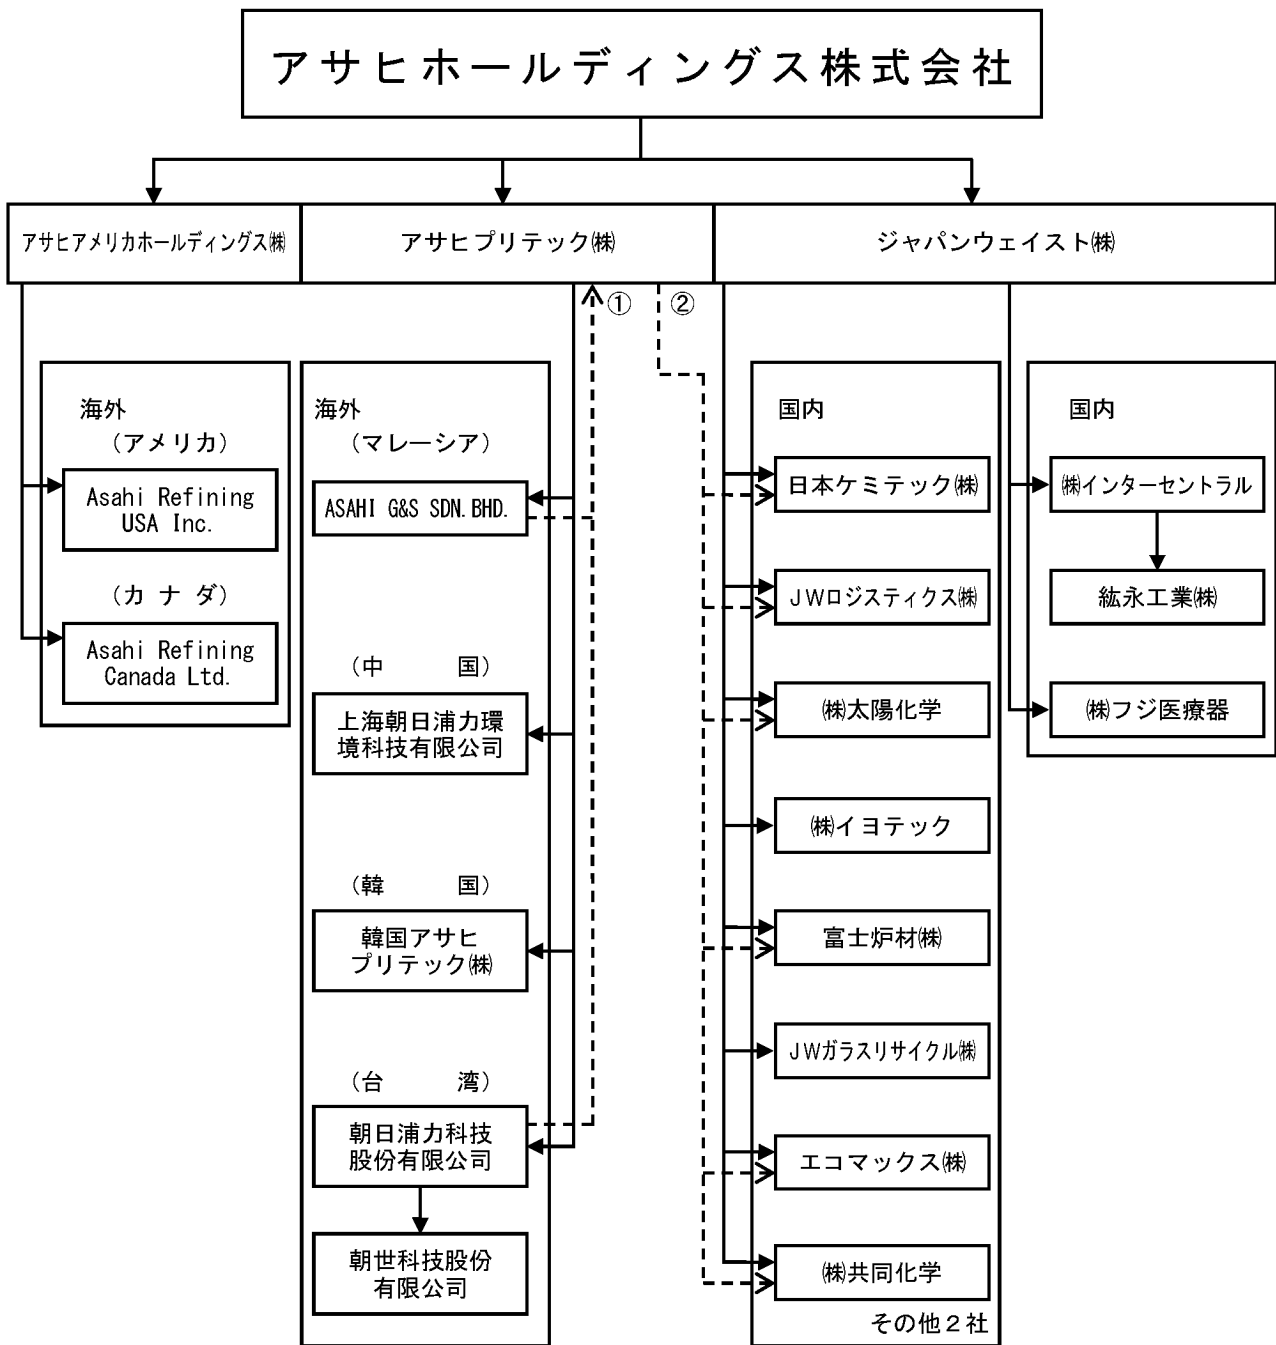 アサヒホールディングス株式会社
アサヒアメリカホールディングス㈱
アサヒプリテック㈱
ジャパンウェイスト㈱
①
②
海外
（アメリカ）
Asahi Refining
USA Inc.
（カナダ）
Asahi Refining
Canada Ltd.
海外
（マレーシア）
ASAHI G&S SDN.BHD.
（中　　国）
上海朝日浦力環
境科技有限公司
（韓　　国）
韓国アサヒ
プリテック㈱
（台　　湾）
朝日浦力科技
股份有限公司
朝世科技股份
有限公司
国内
日本ケミテック㈱
ＪＷロジスティクス㈱
㈱太陽化学
㈱イヨテック
富士炉材㈱
ＪＷガラスリサイクル㈱
エコマックス㈱
㈱共同化学
その他２社
国内
㈱インターセントラル
紘永工業㈱
㈱フジ医療器